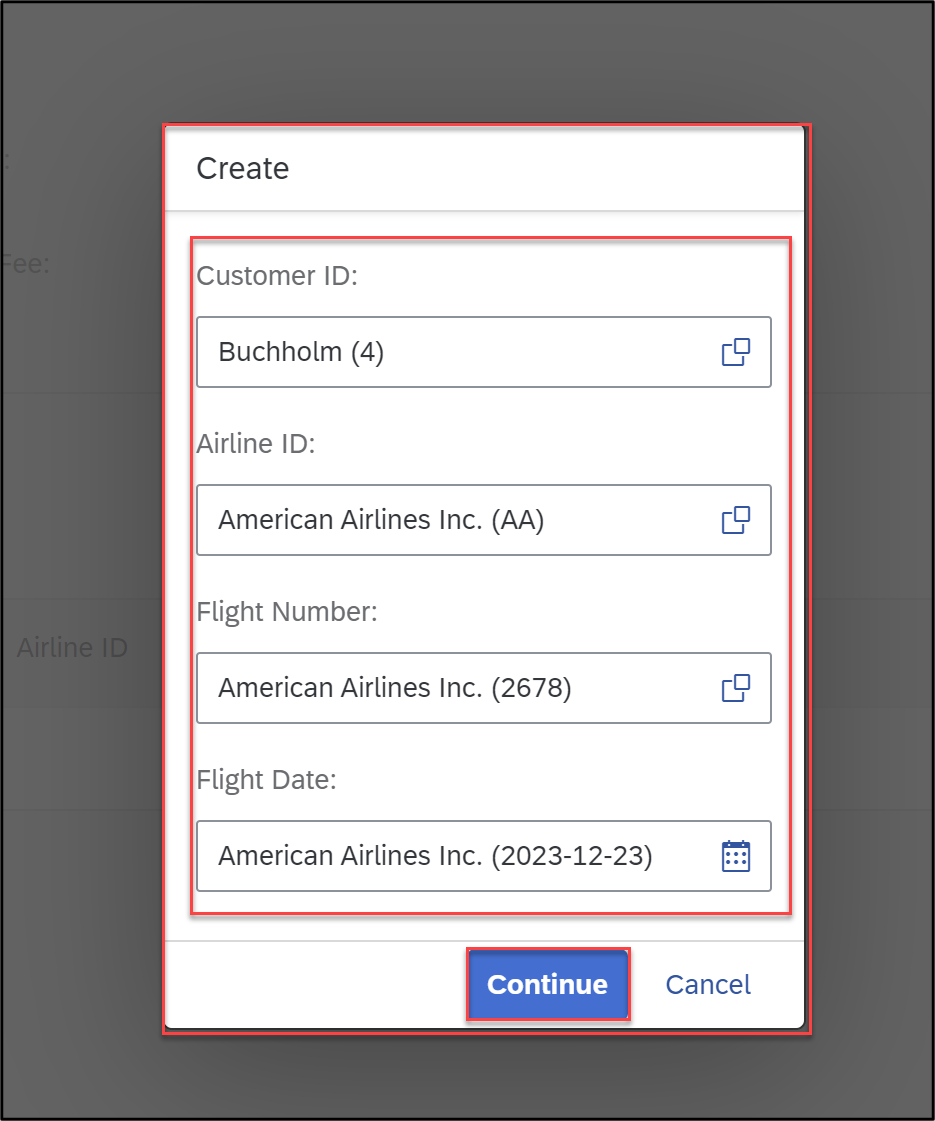 Create
Fee:
Customer ID:
Buchholm (4)
Airline ID:
American Airlines Inc. (AA)
Flight Number:
Airline ID
American Airlines Inc. (2678)
Flight Date:
American Airlines Inc. (2023-12-23)
Continue Cancel